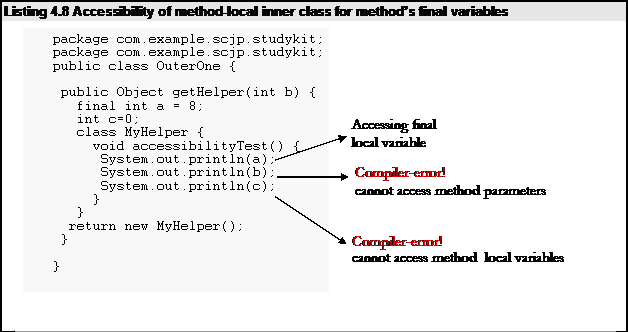 Listing 4.8 Accessibility of method-local inner class for method's final variables
package com.example.scjp.studykit;
package com.example.scjp.studykit;
public class OuterOne {
public Object getHelper(int b) {
final int a = 8;
int c=0;
class MyHelper {
void accessibilityTest() {
System.out.println(a);
System.out.println(b);
System.out.println(c);
}
}
return new MyHelper();
}
}
Accessing final
local variable
Compiler-error!
cannot access method parameters
Compiler-error!
cannot access method local variables